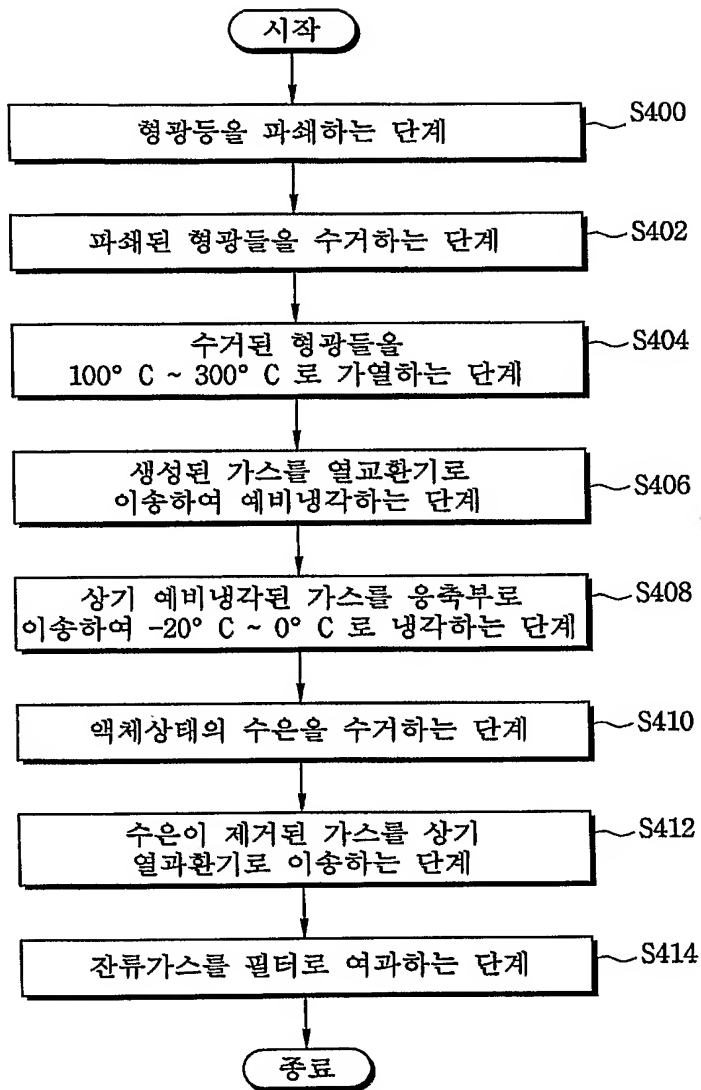 시작
형광등을 파쇄하는 단계
S400
파쇄된 형광들을 수거하는 단계
S402
수거된 형광들을
100° C ~ 300° C 로 가열하는 단계
S404
생성된 가스를 열교환기로
이송하여 예비냉각하는 단계
S406
상기 예비냉각된 가스를 응축부로
이송하여 -20° C ~ 0° C 로 냉각하는 단계
S408
액체상태의 수은을 수거하는 단계
S410
수은이 제거된 가스를 상기
열과환기로 이송하는 단계
S412
잔류가스를 필터로 여과하는 단계
S414
종료